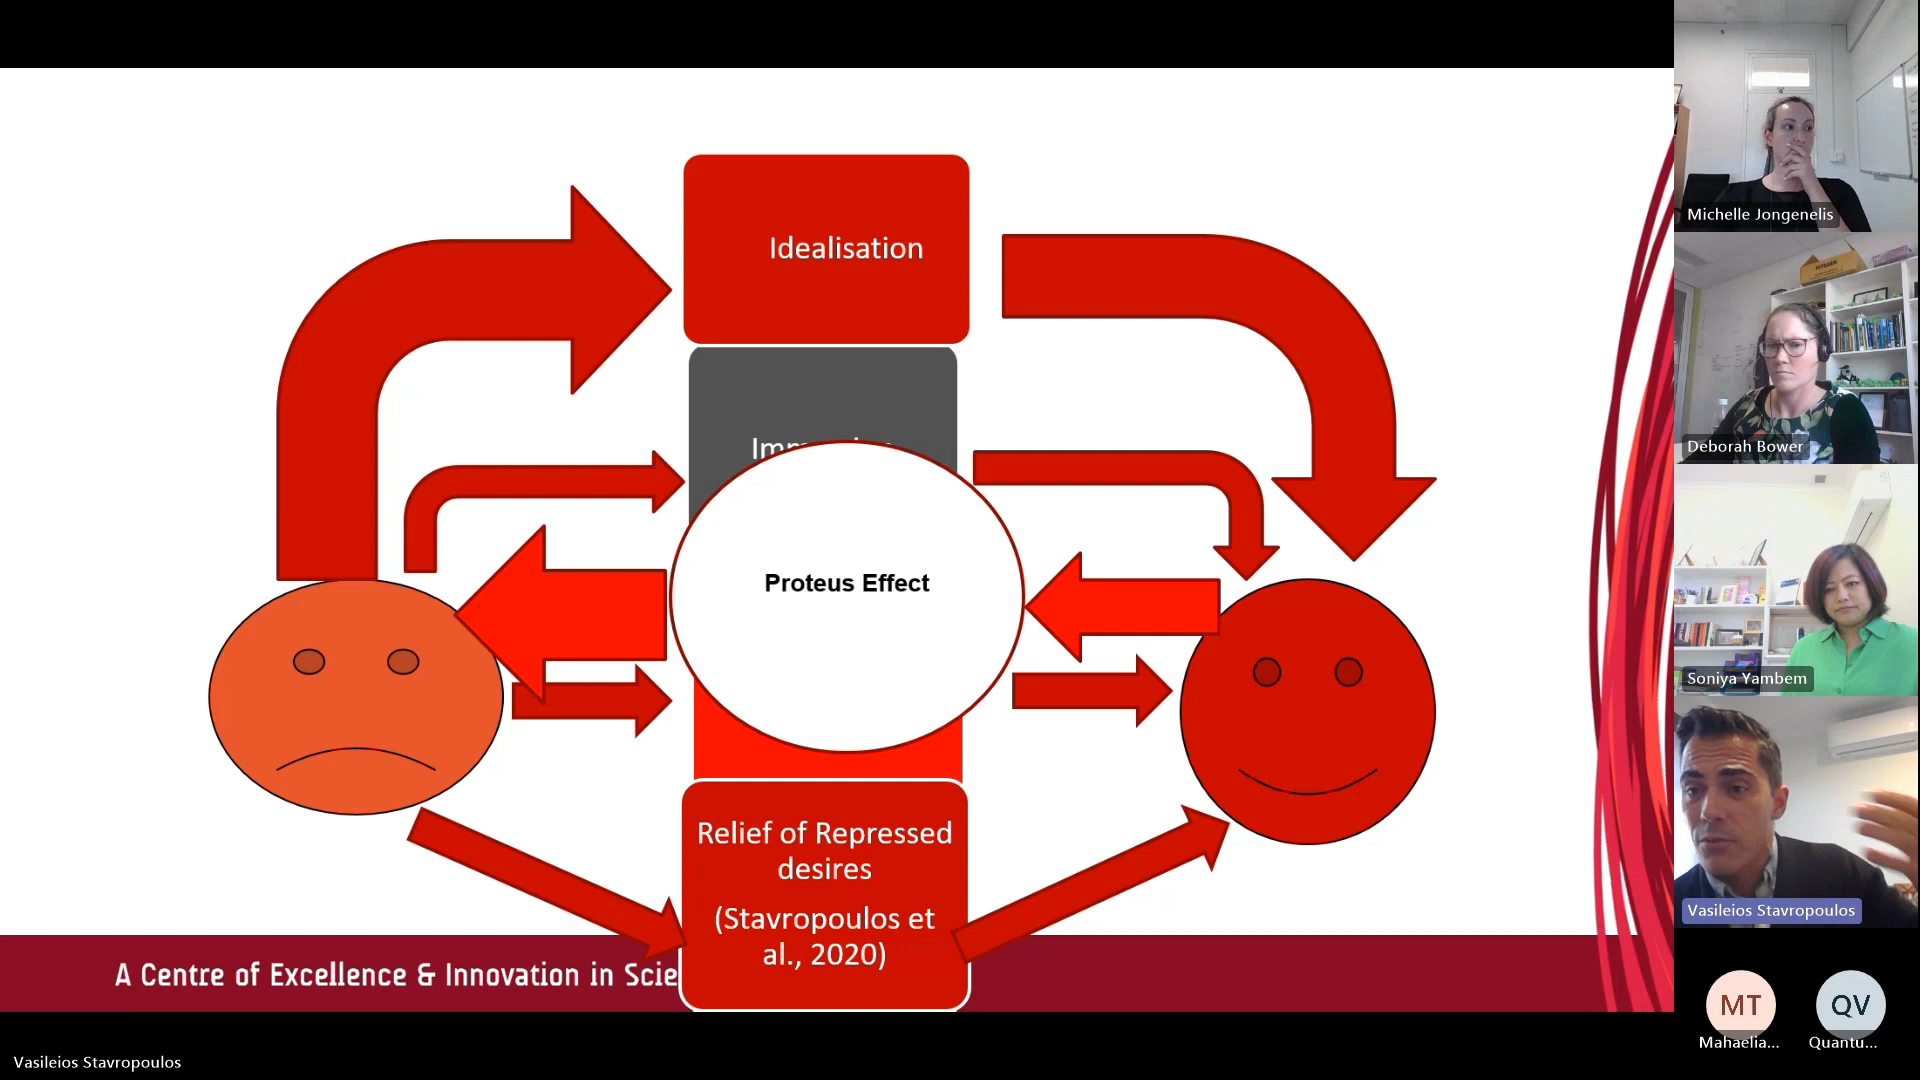 Idealisation
Proteus Effect
Relief of Repressed
desires
(Stavropoulos et
al., 2020)
A Centre of Excellence & Innovation in Scie
Vasileios Stavropoulos
Michelle Jongenelis
Deborah Bower
Soniya Yambem
Vasileios Stavropoulos
MT
QV
Mahaelia...
Quantu...